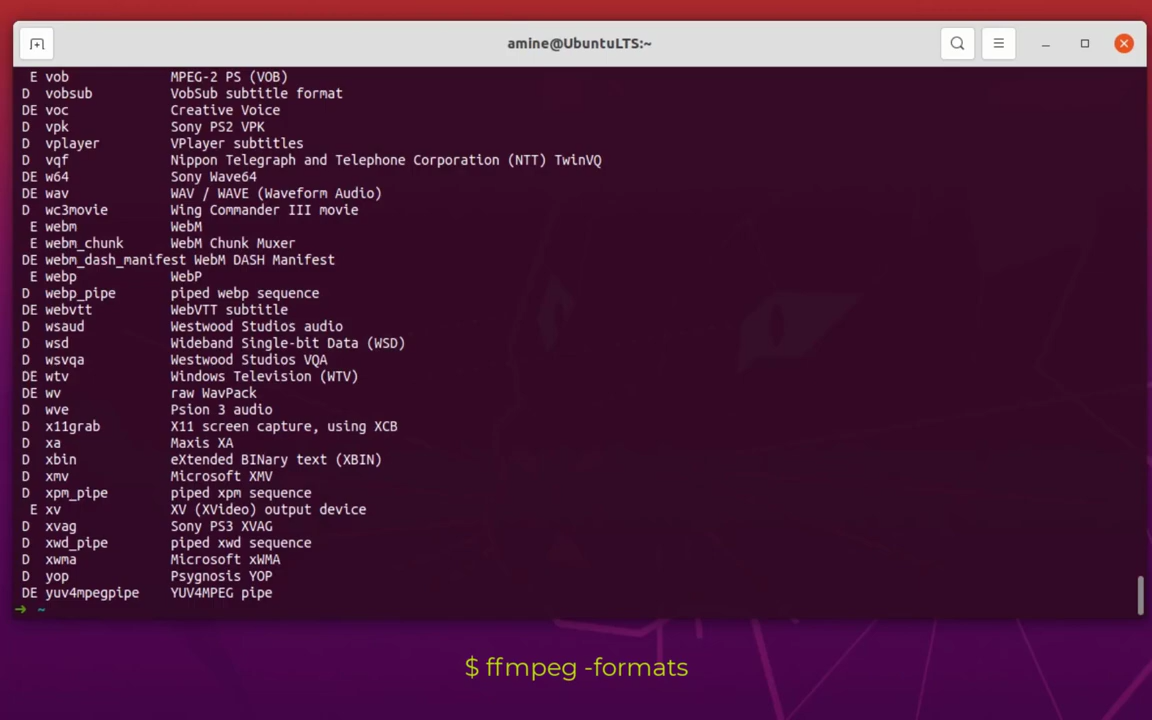 amine@UbuntuLTS:~
 E vob             MPEG-2 PS (VOB)
D  vobsub          VobSub subtitle format
DE voc             Creative Voice
D  vpk             Sony PS2 VPK
D  vplayer         VPlayer subtitles
D  vqf             Nippon Telegraph and Telephone Corporation (NTT) TwinVQ
DE w64             Sony Wave64
DE wav             WAV / WAVE (Waveform Audio)
D  wc3movie        Wing Commander III movie
 E webm            WebM
 E webm_chunk      WebM Chunk Muxer
DE webm_dash_manifest WebM DASH Manifest
 E webp            WebP
D  webp_pipe       piped webp sequence
DE webvtt          WebVTT subtitle
D  wsaud           Westwood Studios audio
D  wsd             Wideband Single-bit Data (WSD)
D  wsvqa           Westwood Studios VQA
DE wtv             Windows Television (WTV)
DE wv              raw WavPack
D  wve             Psion 3 audio
D  x11grab         X11 screen capture, using XCB
D  xa              Maxis XA
D  xbin            eXtended BINary text (XBIN)
D  xmv             Microsoft XMV
D  xpm_pipe        piped xpm sequence
 E xv              XV (XVideo) output device
D  xvag            Sony PS3 XVAG
D  xwd_pipe        piped xwd sequence
D  xwma            Microsoft xWMA
D  yop             Psygnosis YOP
DE yuv4mpegpipe    YUV4MPEG pipe
➜ ~
$ ffmpeg -formats